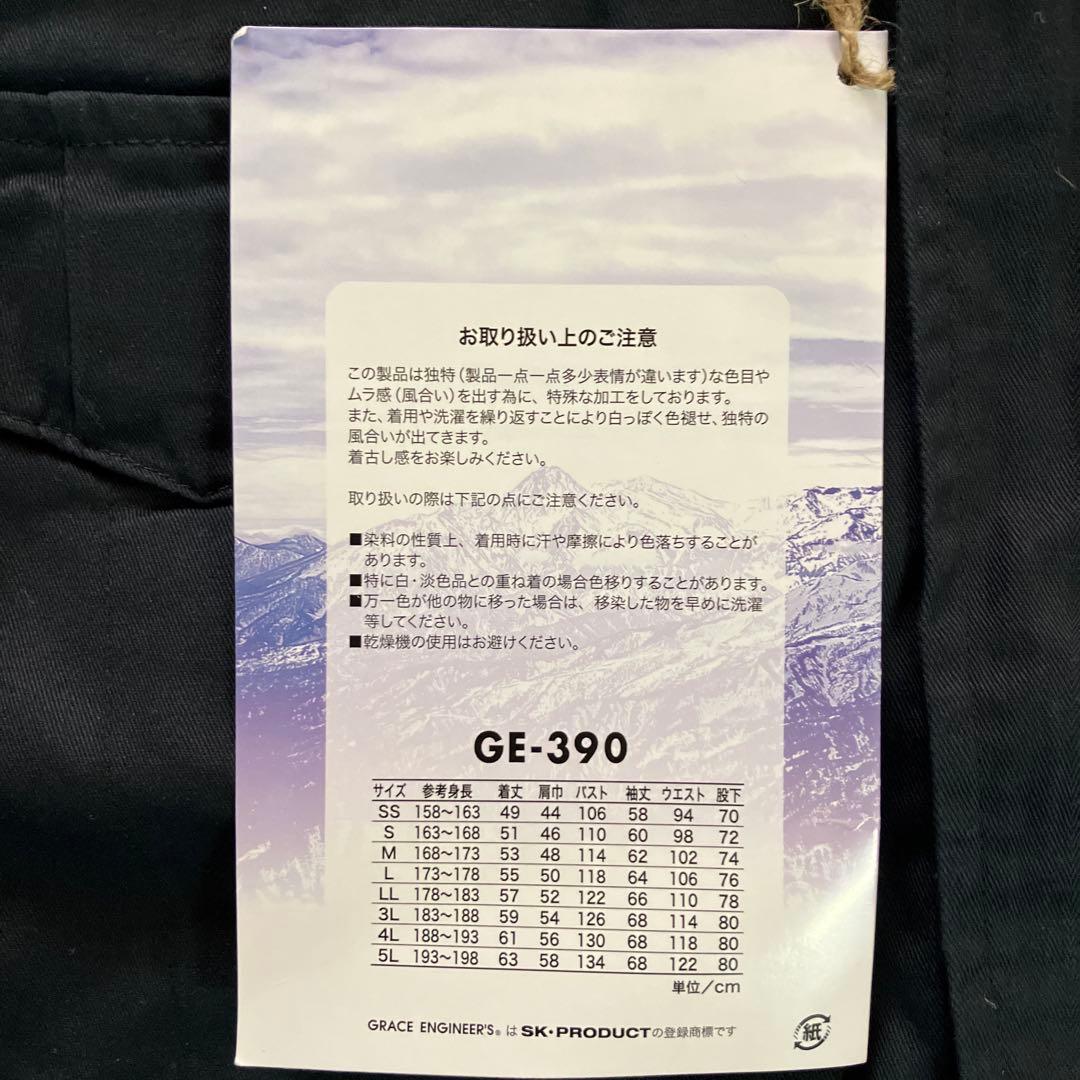 お取り扱い上のご注意
この製品は独特(製品一点一点多少表情が違います)な色目や
ムラ感(風合い)を出す為に、特殊な加工をしております。
また、着用や洗濯を繰り返すことにより白っぽく色褪せ、独特の
風合いが出てきます。
着古し感をお楽しみください。
取り扱いの際は下記の点にご注意ください。
■染料の性質上、着用時に汗や摩擦により色落ちすることが
あります。
■特に白・淡色品との重ね着の場合色移りすることがあります。
■万一色が他の物に移った場合は、移染した物を早めに洗濯
等してください。
■乾燥機の使用はお避けください。
GE-390
サイズ 参考身長 着丈 肩巾 バスト 袖丈 ウエスト 股下
SS 158〜163 49 44 106 58 94 70
S 163〜168 51 46 110 60 98 72
M 168〜173 53 48 114 62 102 74
L 173〜178 55 50 118 64 106 76
LL 178〜183 57 52 122 66 110 78
3L 183〜188 59 54 126 68 114 80
4L 188〜193 61 56 130 68 118 80
5L 193〜198 63 58 134 68 122 80
単位/cm
GRACE ENGINEER'S® は SK・PRODUCTの登録商標です
紙